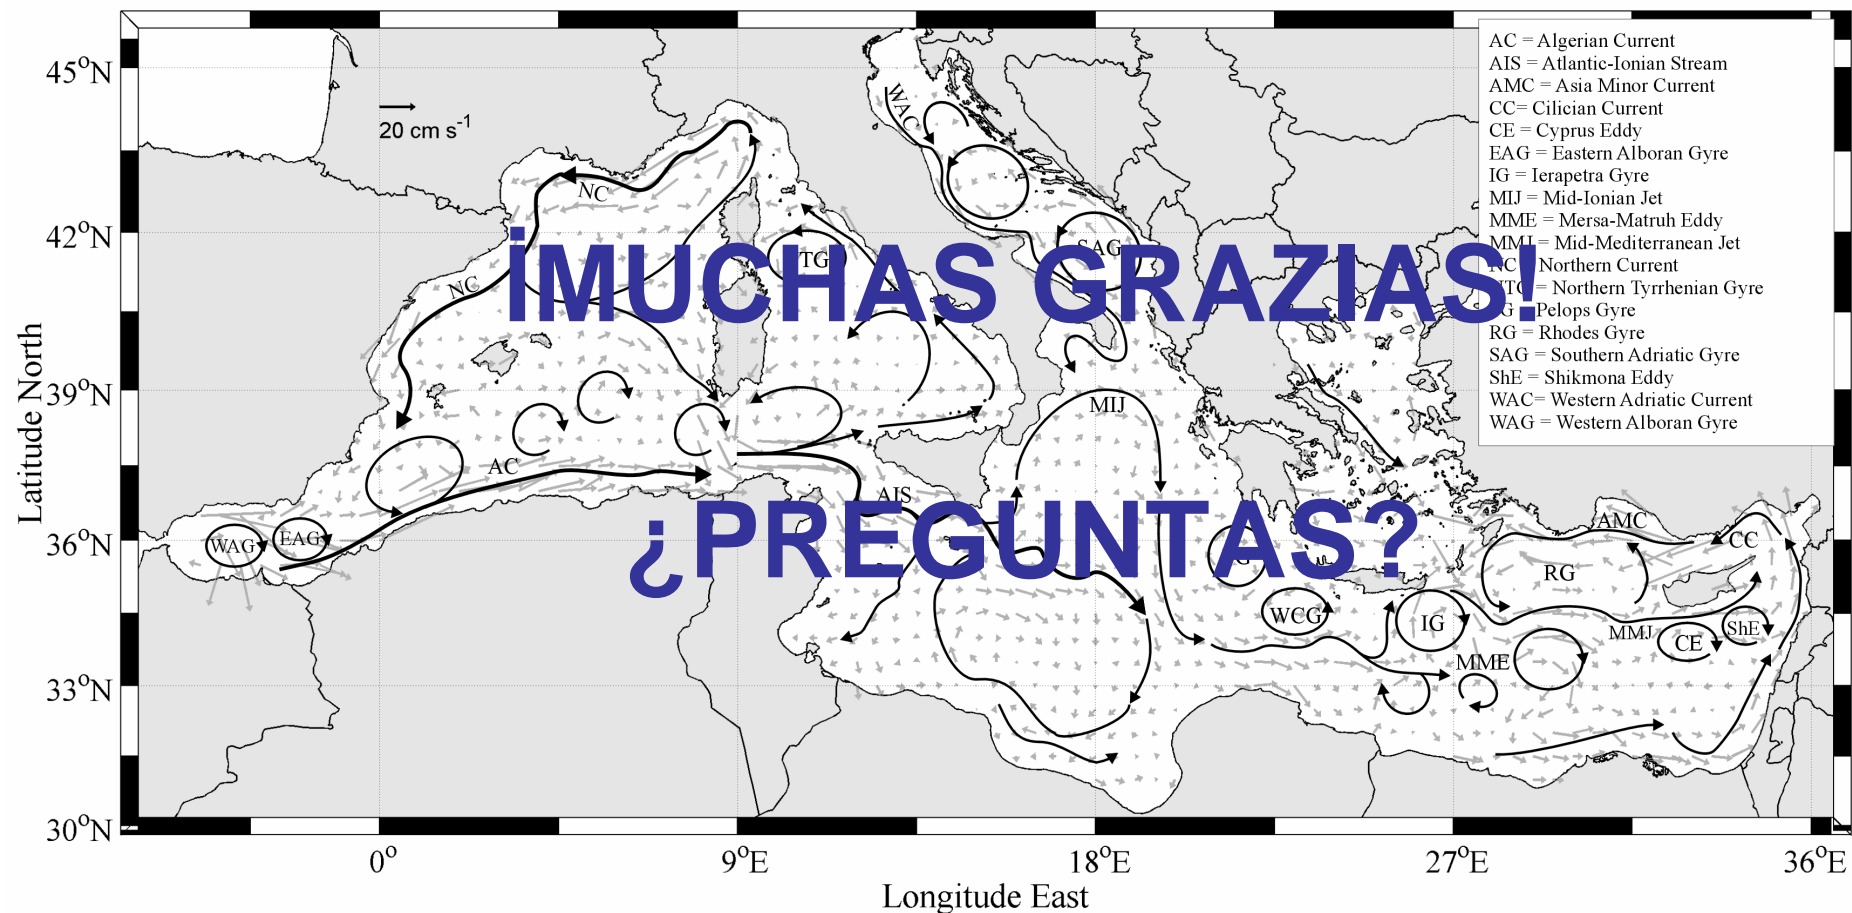 AC = Algerian Current
AIS = Atlantic-Ionian Stream
AMC = Asia Minor Current
CC= Cilician Current
CE = Cyprus Eddy
EAG = Eastern Alboran Gyre
IG = Ierapetra Gyre
MIJ = Mid-Ionian Jet
MME = Mersa-Matruh Eddy
MMJ = Mid-Mediterranean Jet
NC = Northern Current
NTG = Northern Tyrrhenian Gyre
PG = Pelops Gyre
RG = Rhodes Gyre
SAG = Southern Adriatic Gyre
ShE = Shikmona Eddy
WAC= Western Adriatic Current
WAG = Western Alboran Gyre
45°N
42°N
39°N
36°N
33°N
30°N
Latitude North
20 cm s-1
WAC
NC
SAG
TG
NC
¡MUCHAS GRAZIAS!
MIJ
AC
AIS
¿PREGUNTAS?
WAG
EAG
AMC
CC
RG
WCG
IG
MMJ
CE
ShE
MME
0°
9°E
18°E
27°E
36°E
Longitude East